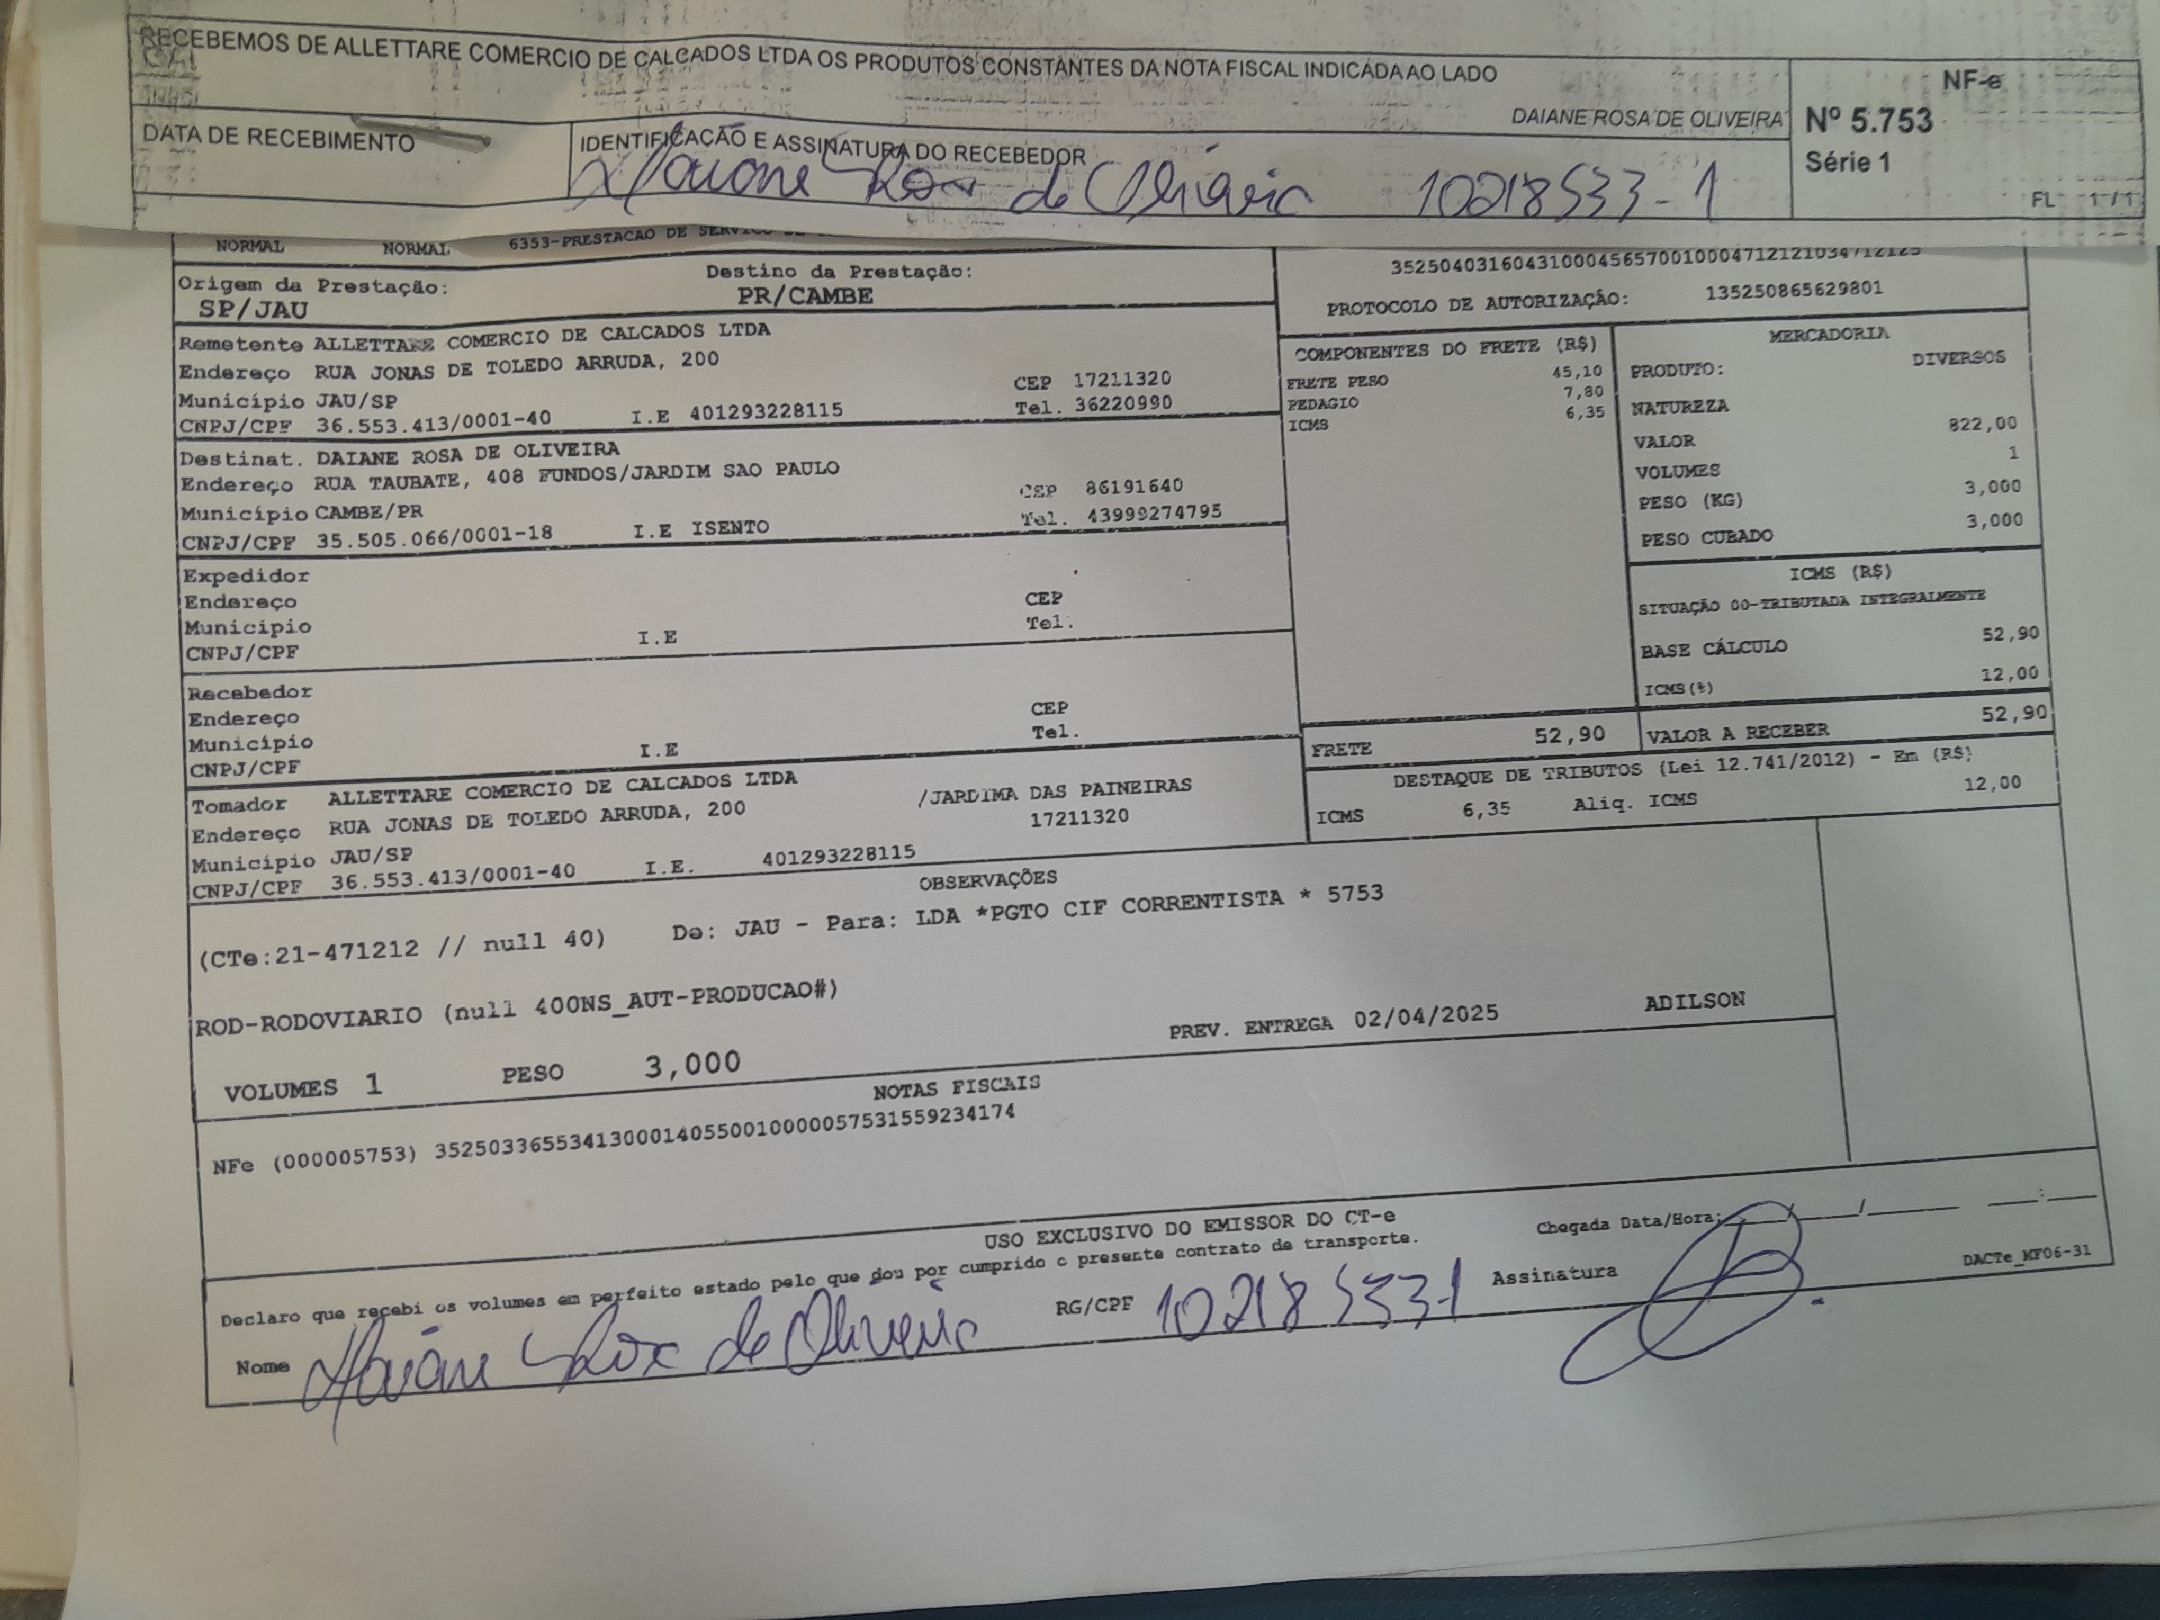 RECEBEMOS DE ALLETTARE COMERCIO DE CALCADOS LTDA OS PRODUTOS CONSTANTES DA NOTA FISCAL INDICADA AO LADO
DAIANE ROSA DE OLIVEIRA
NF-e
Nº 5.753
Série 1
FL 1 / 1
DATA DE RECEBIMENTO
IDENTIFICAÇÃO E ASSINATURA DO RECEBEDOR
Daiane Rosa de Oliveira 10218533-1
NORMAL NORMAL 6353-PRESTACAO DE SERVICO DE
Origem da Prestação: Destino da Prestação:
SP/JAU PR/CAMBE
PROTOCOLO DE AUTORIZAÇÃO: 135250865629801
Remetente ALLETTARE COMERCIO DE CALCADOS LTDA
Endereço RUA JONAS DE TOLEDO ARRUDA, 200 CEP 17211320
Município JAU/SP Tel. 36220990
CNPJ/CPF 36.553.413/0001-40 I.E 401293228115
Destinat. DAIANE ROSA DE OLIVEIRA
Endereço RUA TAUBATE, 408 FUNDOS/JARDIM SAO PAULO CEP 86191640
Município CAMBE/PR Tel. 43999274795
CNPJ/CPF 35.505.066/0001-18 I.E ISENTO
Expedidor
Endereço CEP
Município I.E Tel.
CNPJ/CPF
Recebedor
Endereço CEP
Município I.E Tel.
CNPJ/CPF
COMPONENTES DO FRETE (R$)
FRETE PESO 45,10
PEDAGIO 7,80
ICMS 6,35
MERCADORIA
PRODUTO: DIVERSOS
NATUREZA
VALOR 822,00
VOLUMES 1
PESO (KG) 3,000
PESO CUBADO 3,000
ICMS (R$)
SITUAÇÃO 00-TRIBUTADA INTEGRALMENTE
BASE CÁLCULO 52,90
ICMS(%) 12,00
FRETE 52,90 VALOR A RECEBER 52,90
DESTAQUE DE TRIBUTOS (Lei 12.741/2012) - Em (R$)
ICMS 6,35 Aliq. ICMS 12,00
Tomador ALLETTARE COMERCIO DE CALCADOS LTDA
Endereço RUA JONAS DE TOLEDO ARRUDA, 200 /JARDIMA DAS PAINEIRAS
Município JAU/SP 17211320
CNPJ/CPF 36.553.413/0001-40 I.E. 401293228115
OBSERVAÇÕES
(CTe:21-471212 // null 40) De: JAU - Para: LDA *PGTO CIF CORRENTISTA * 5753
ROD-RODOVIARIO (null 400NS_AUT-PRODUCAO#)
PREV. ENTREGA 02/04/2025 ADILSON
VOLUMES 1 PESO 3,000
NOTAS FISCAIS
NFe (000005753) 35250336553413000140550010000057531559234174
USO EXCLUSIVO DO EMISSOR DO CT-e
Declaro que recebi os volumes em perfeito estado pelo que dou por cumprido o presente contrato de transporte.
Chegada Data/Hora: ___/___/______ ___:___
Nome Daiane Rosa de Oliveira RG/CPF 10218533-1 Assinatura
DACTe_MF06-31